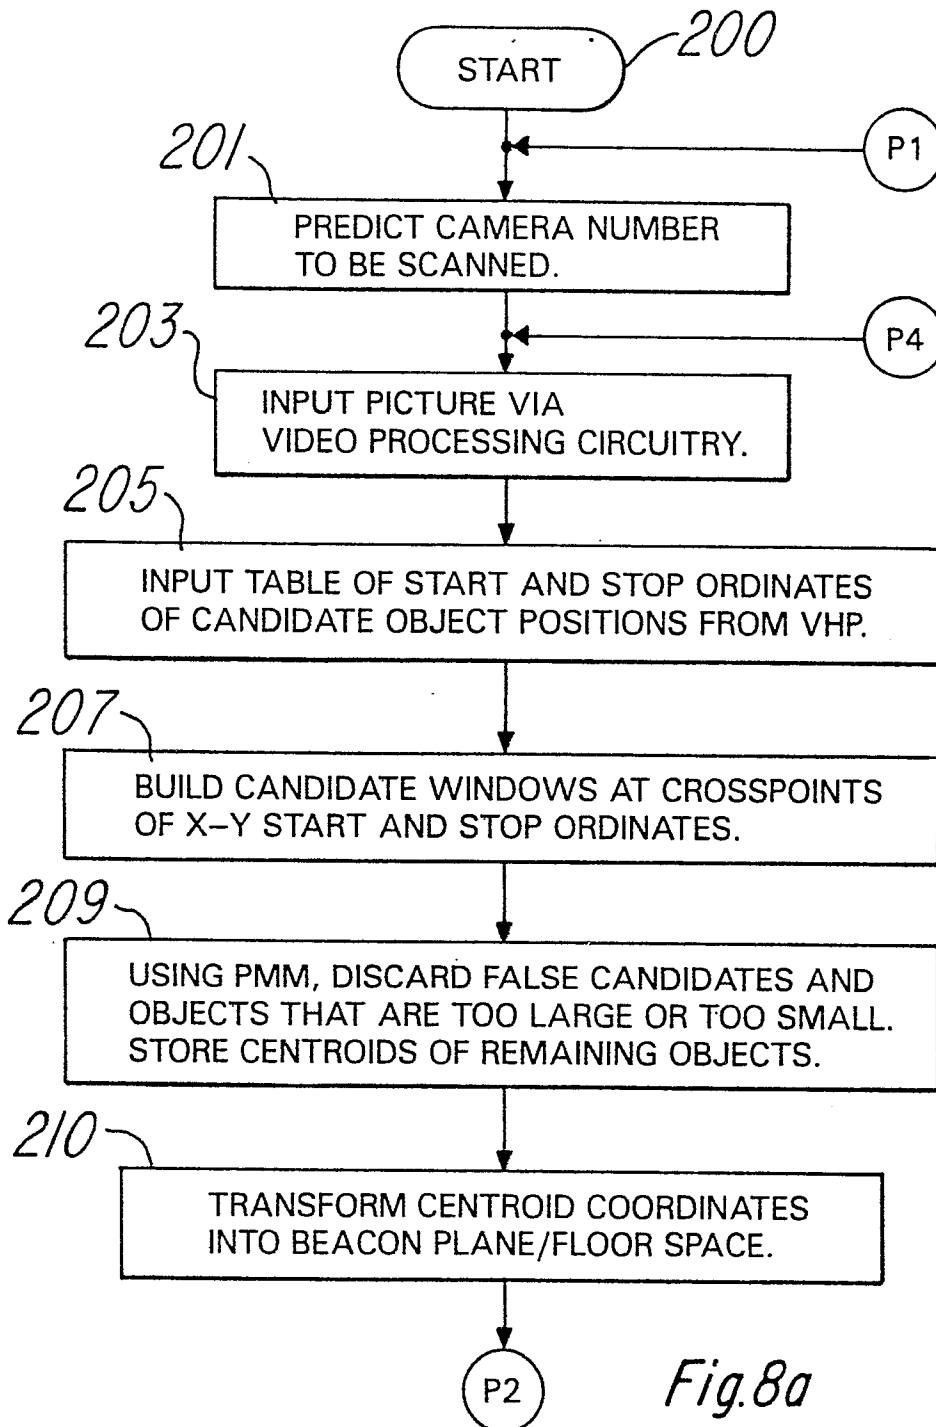 200
START
P1
201
PREDICT CAMERA NUMBER
TO BE SCANNED.
203
P4
INPUT PICTURE VIA
VIDEO PROCESSING CIRCUITRY.
205
INPUT TABLE OF START AND STOP ORDINATES
OF CANDIDATE OBJECT POSITIONS FROM VHP.
207
BUILD CANDIDATE WINDOWS AT CROSSPOINTS
OF X–Y START AND STOP ORDINATES.
209
USING PMM, DISCARD FALSE CANDIDATES AND
OBJECTS THAT ARE TOO LARGE OR TOO SMALL.
STORE CENTROIDS OF REMAINING OBJECTS.
210
TRANSFORM CENTROID COORDINATES
INTO BEACON PLANE/FLOOR SPACE.
P2
Fig.8a